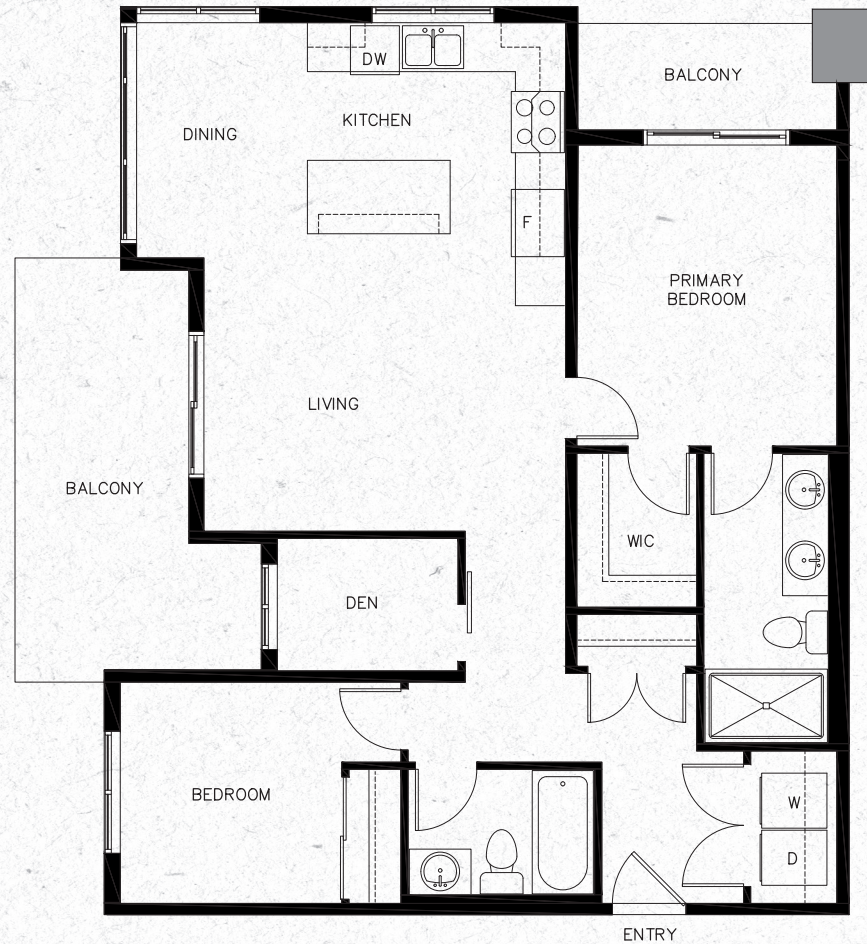 BALCONY
DW
KITCHEN
DINING
F
PRIMARY
BEDROOM
LIVING
BALCONY
WIC
DEN
BEDROOM
W
D
ENTRY